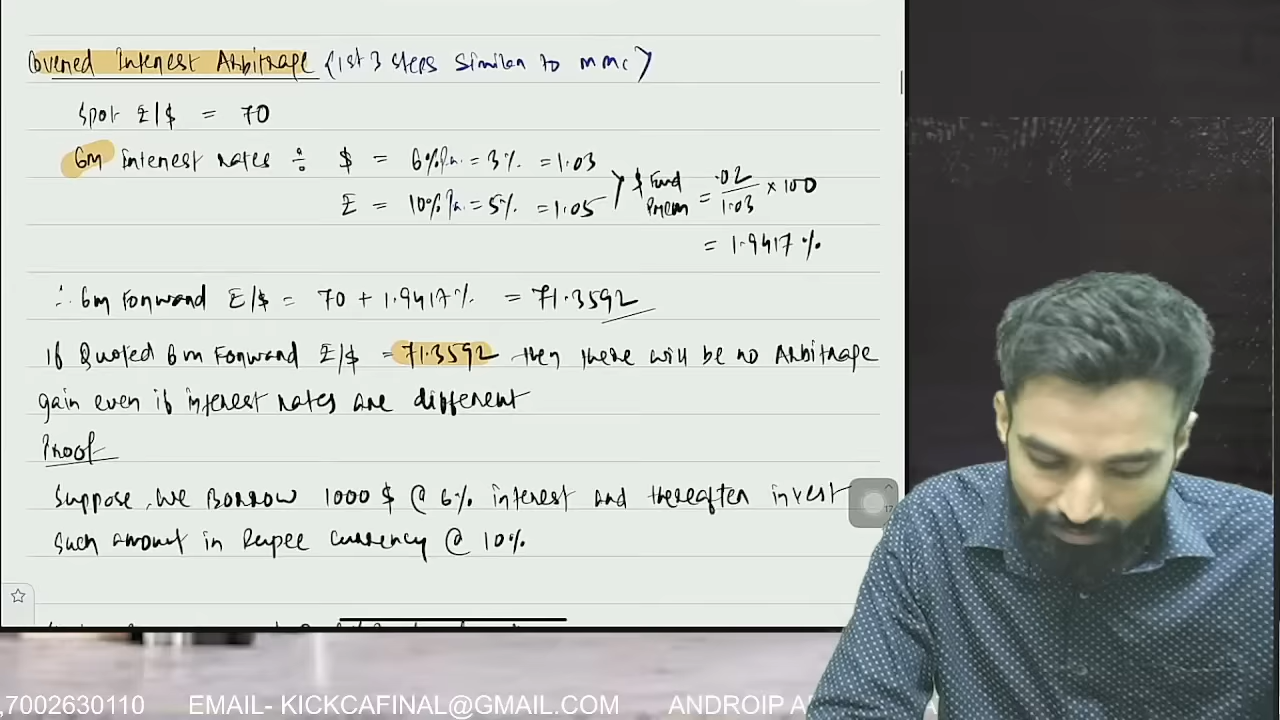 Covered Interest Arbitrage (1st 3 steps similar to MMC)
Spot ₹/$ = 70
6m interest rates ÷ $ = 6% P.a. = 3% = 1.03
₹ = 10% P.a. = 5% = 1.05
$ Fwd Prem = .02/1.03 × 100
= 1.9417 %
∴ 6m Forward ₹/$ = 70 + 1.9417% = 71.3592
If Quoted 6m Forward ₹/$ = 71.3592 then there will be no Arbitrage
gain even if interest rates are different
Proof
Suppose, we Borrow 1000 $ @ 6% interest and thereafter invest
such amount in Rupee currency @ 10%
17
,7002630110 EMAIL- KICKCAFINAL@GMAIL.COM ANDROIP A